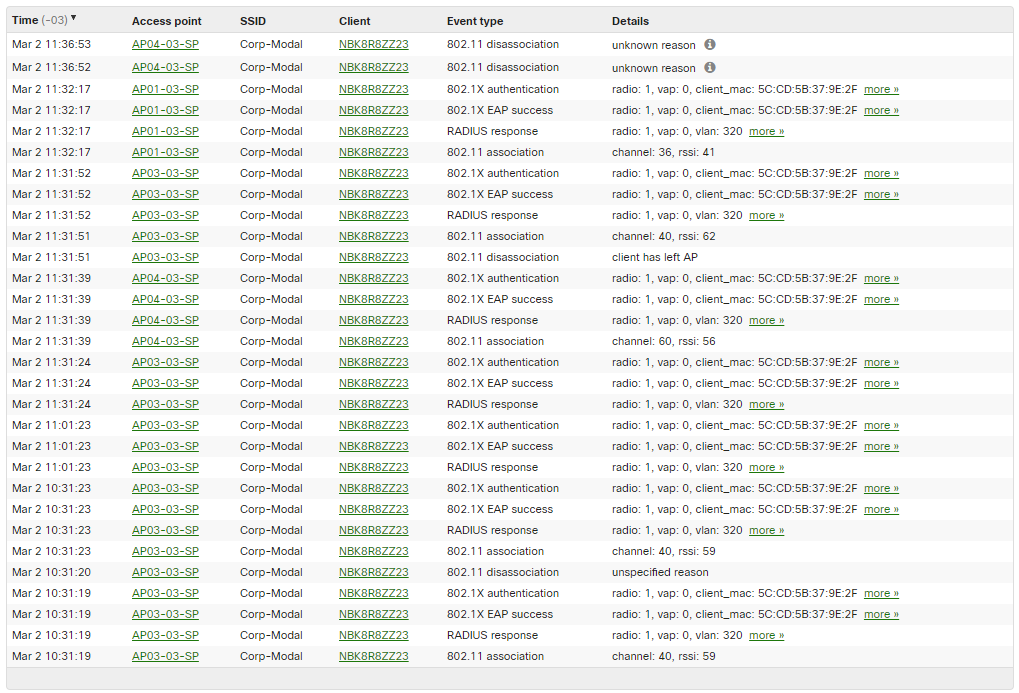 Time (-03) ▼ Access point SSID Client Event type Details
Mar 2 11:36:53 AP04-03-SP Corp-Modal NBK8R8ZZ23 802.11 disassociation unknown reason
Mar 2 11:36:52 AP04-03-SP Corp-Modal NBK8R8ZZ23 802.11 disassociation unknown reason
Mar 2 11:32:17 AP01-03-SP Corp-Modal NBK8R8ZZ23 802.1X authentication radio: 1, vap: 0, client_mac: 5C:CD:5B:37:9E:2F more »
Mar 2 11:32:17 AP01-03-SP Corp-Modal NBK8R8ZZ23 802.1X EAP success radio: 1, vap: 0, client_mac: 5C:CD:5B:37:9E:2F more »
Mar 2 11:32:17 AP01-03-SP Corp-Modal NBK8R8ZZ23 RADIUS response radio: 1, vap: 0, vlan: 320 more »
Mar 2 11:32:17 AP01-03-SP Corp-Modal NBK8R8ZZ23 802.11 association channel: 36, rssi: 41
Mar 2 11:31:52 AP03-03-SP Corp-Modal NBK8R8ZZ23 802.1X authentication radio: 1, vap: 0, client_mac: 5C:CD:5B:37:9E:2F more »
Mar 2 11:31:52 AP03-03-SP Corp-Modal NBK8R8ZZ23 802.1X EAP success radio: 1, vap: 0, client_mac: 5C:CD:5B:37:9E:2F more »
Mar 2 11:31:52 AP03-03-SP Corp-Modal NBK8R8ZZ23 RADIUS response radio: 1, vap: 0, vlan: 320 more »
Mar 2 11:31:51 AP03-03-SP Corp-Modal NBK8R8ZZ23 802.11 association channel: 40, rssi: 62
Mar 2 11:31:51 AP03-03-SP Corp-Modal NBK8R8ZZ23 802.11 disassociation client has left AP
Mar 2 11:31:39 AP04-03-SP Corp-Modal NBK8R8ZZ23 802.1X authentication radio: 1, vap: 0, client_mac: 5C:CD:5B:37:9E:2F more »
Mar 2 11:31:39 AP04-03-SP Corp-Modal NBK8R8ZZ23 802.1X EAP success radio: 1, vap: 0, client_mac: 5C:CD:5B:37:9E:2F more »
Mar 2 11:31:39 AP04-03-SP Corp-Modal NBK8R8ZZ23 RADIUS response radio: 1, vap: 0, vlan: 320 more »
Mar 2 11:31:39 AP04-03-SP Corp-Modal NBK8R8ZZ23 802.11 association channel: 60, rssi: 56
Mar 2 11:31:24 AP03-03-SP Corp-Modal NBK8R8ZZ23 802.1X authentication radio: 1, vap: 0, client_mac: 5C:CD:5B:37:9E:2F more »
Mar 2 11:31:24 AP03-03-SP Corp-Modal NBK8R8ZZ23 802.1X EAP success radio: 1, vap: 0, client_mac: 5C:CD:5B:37:9E:2F more »
Mar 2 11:31:24 AP03-03-SP Corp-Modal NBK8R8ZZ23 RADIUS response radio: 1, vap: 0, vlan: 320 more »
Mar 2 11:01:23 AP03-03-SP Corp-Modal NBK8R8ZZ23 802.1X authentication radio: 1, vap: 0, client_mac: 5C:CD:5B:37:9E:2F more »
Mar 2 11:01:23 AP03-03-SP Corp-Modal NBK8R8ZZ23 802.1X EAP success radio: 1, vap: 0, client_mac: 5C:CD:5B:37:9E:2F more »
Mar 2 11:01:23 AP03-03-SP Corp-Modal NBK8R8ZZ23 RADIUS response radio: 1, vap: 0, vlan: 320 more »
Mar 2 10:31:23 AP03-03-SP Corp-Modal NBK8R8ZZ23 802.1X authentication radio: 1, vap: 0, client_mac: 5C:CD:5B:37:9E:2F more »
Mar 2 10:31:23 AP03-03-SP Corp-Modal NBK8R8ZZ23 802.1X EAP success radio: 1, vap: 0, client_mac: 5C:CD:5B:37:9E:2F more »
Mar 2 10:31:23 AP03-03-SP Corp-Modal NBK8R8ZZ23 RADIUS response radio: 1, vap: 0, vlan: 320 more »
Mar 2 10:31:23 AP03-03-SP Corp-Modal NBK8R8ZZ23 802.11 association channel: 40, rssi: 59
Mar 2 10:31:20 AP03-03-SP Corp-Modal NBK8R8ZZ23 802.11 disassociation unspecified reason
Mar 2 10:31:19 AP03-03-SP Corp-Modal NBK8R8ZZ23 802.1X authentication radio: 1, vap: 0, client_mac: 5C:CD:5B:37:9E:2F more »
Mar 2 10:31:19 AP03-03-SP Corp-Modal NBK8R8ZZ23 802.1X EAP success radio: 1, vap: 0, client_mac: 5C:CD:5B:37:9E:2F more »
Mar 2 10:31:19 AP03-03-SP Corp-Modal NBK8R8ZZ23 RADIUS response radio: 1, vap: 0, vlan: 320 more »
Mar 2 10:31:19 AP03-03-SP Corp-Modal NBK8R8ZZ23 802.11 association channel: 40, rssi: 59